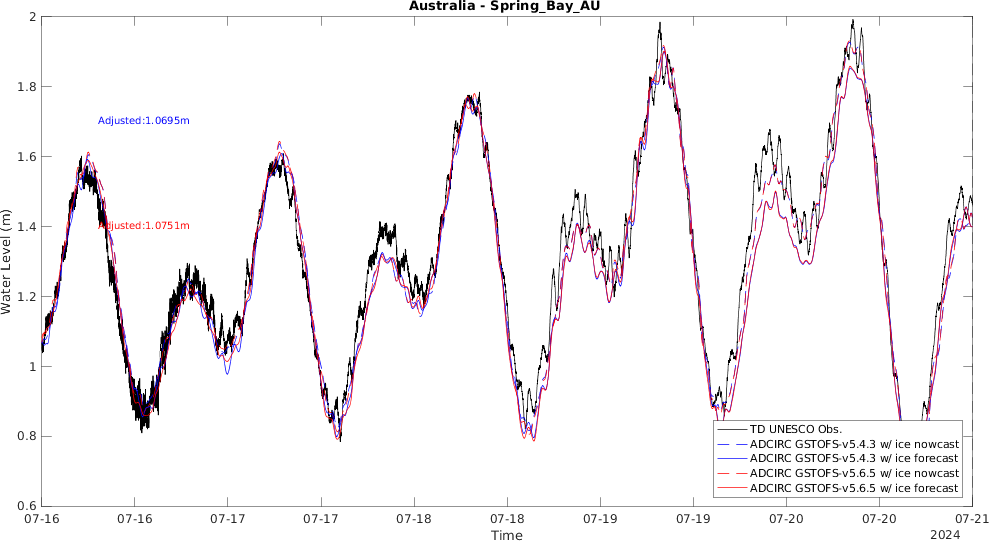 Australia - Spring_Bay_AU
2
1.8
1.6
1.4
1.2
1
0.8
0.6
Water Level (m)
Adjusted:1.0695m
Adjusted:1.0751m
TD UNESCO Obs.
ADCIRC GSTOFS-v5.4.3 w/ ice nowcast
ADCIRC GSTOFS-v5.4.3 w/ ice forecast
ADCIRC GSTOFS-v5.6.5 w/ ice nowcast
ADCIRC GSTOFS-v5.6.5 w/ ice forecast
07-16 07-16 07-17 07-17 07-18 07-18 07-19 07-19 07-20 07-20 07-21
Time
2024